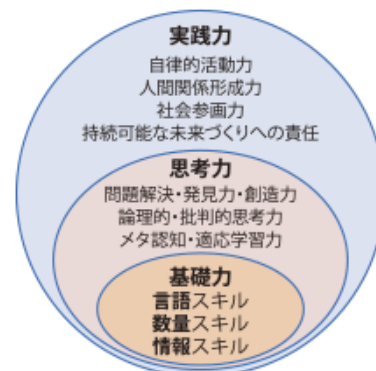 実践力
自律的活動力
人間関係形成力
社会参画力
持続可能な未来づくりへの責任
思考力
問題解決・発見力・創造力
論理的・批判的思考力
メタ認知・適応学習力
基礎力
言語スキル
数量スキル
情報スキル